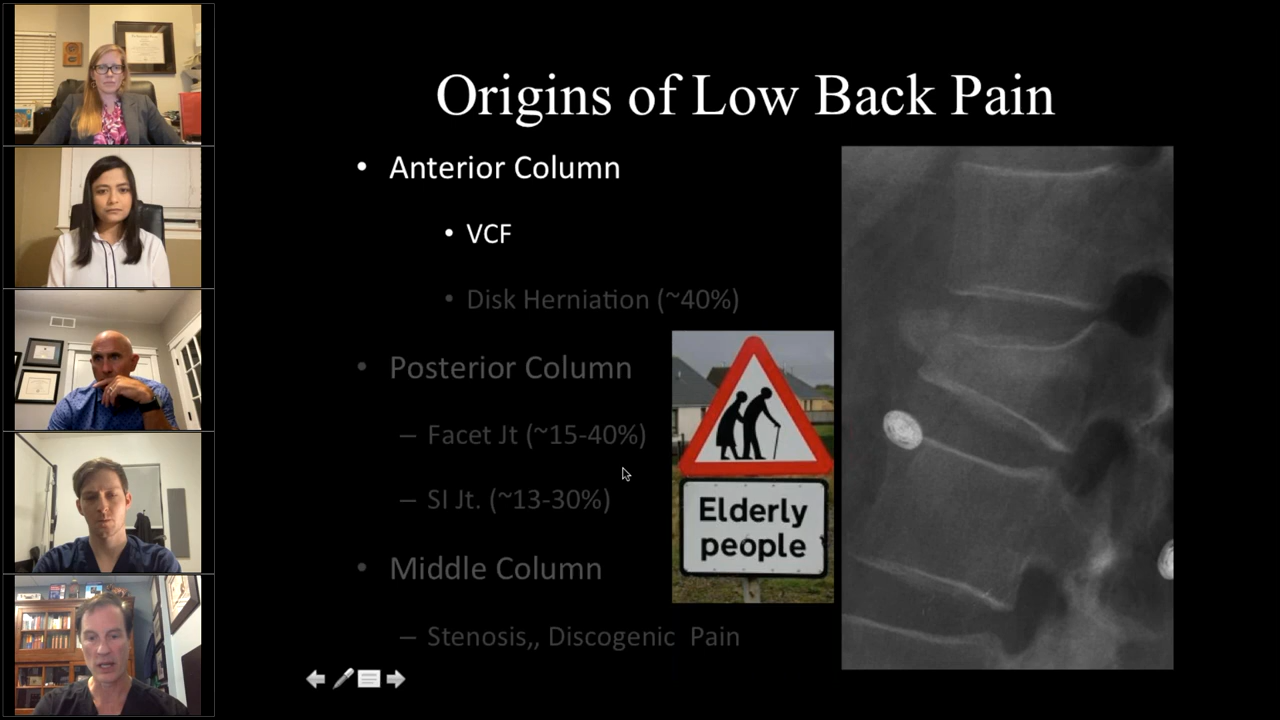 Origins of Low Back Pain
• Anterior Column
• VCF
• Disk Herniation (~40%)
• Posterior Column
– Facet Jt (~15-40%)
– SI Jt. (~13-30%)
• Middle Column
– Stenosis,, Discogenic Pain
Elderly
people